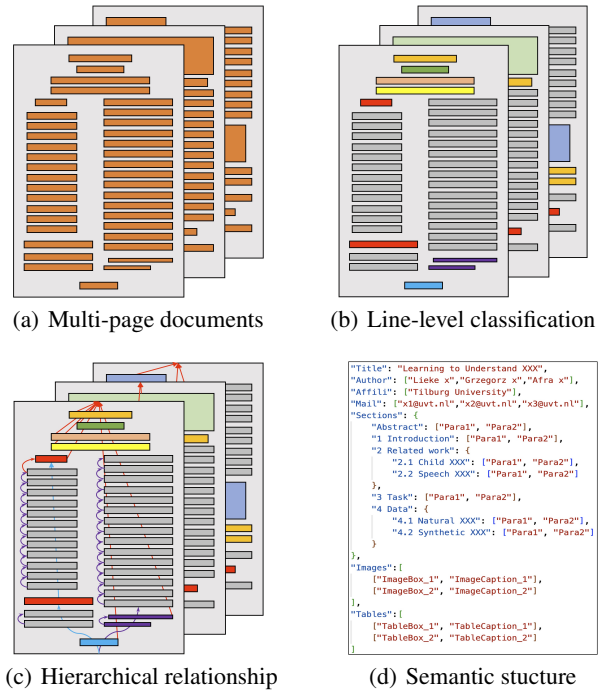 (a) Multi-page documents
(b) Line-level classification
"Title": "Learning to Understand XXX",
"Author": ["Lieke x","Grzegorz x","Afra x"],
"Affili": ["Tilburg University"],
"Mail": ["x1@uvt.nl","x2@uvt.nl","x3@uvt.nl"],
"Sections": {
"Abstract": ["Para1", "Para2"],
"1 Introduction": ["Para1", "Para2"],
"2 Related work": {
"2.1 Child XXX": ["Para1", "Para2"],
"2.2 Speech XXX": ["Para1", "Para2"]
},
"3 Task": ["Para1", "Para2"],
"4 Data": {
"4.1 Natural XXX": ["Para1", "Para2"],
"4.2 Synthetic XXX": ["Para1", "Para2"]
}
},
"Images":[
["ImageBox_1", "ImageCaption_1"],
["ImageBox_2", "ImageCaption_2"]
],
"Tables":[
["TableBox_1", "TableCaption_1"],
["TableBox_2", "TableCaption_2"]
]
(c) Hierarchical relationship
(d) Semantic stucture